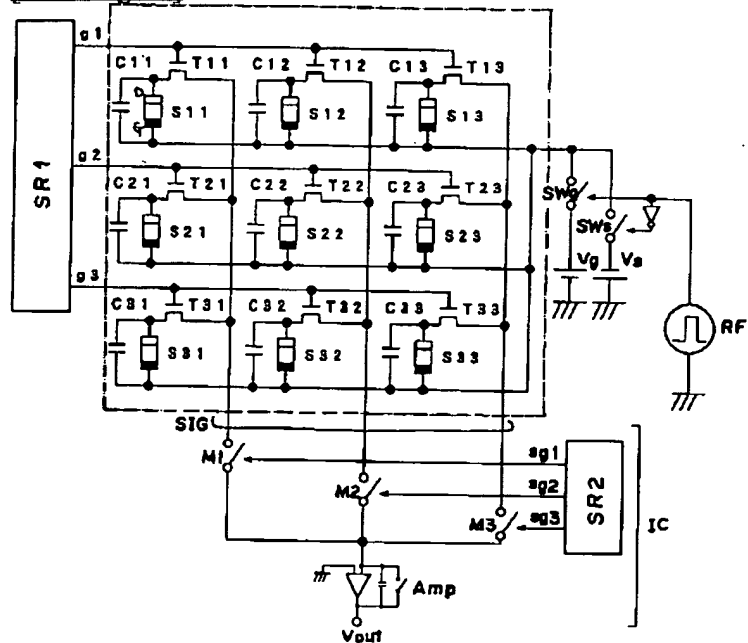 g1
C11 T11 C12 T12 C13 T13
D
S11 S12 S13
G
SR1
g2
C21 T21 C22 T22 C23 T23
S21 S22 S23
SWg
SWs
Vg Vs
g3
C31 T31 C32 T32 C33 T33
S31 S32 S33
RF
SIG
M1 sg1
M2 sg2
M3 sg3
SR2
IC
Amp
Vout